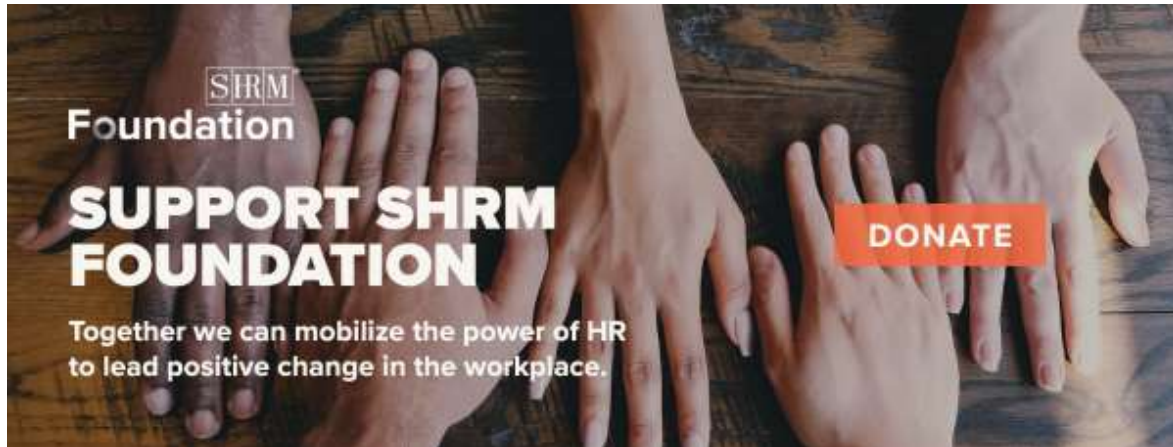 SHRM
Foundation
SUPPORT SHRM
FOUNDATION
DONATE
Together we can mobilize the power of HR
to lead positive change in the workplace.